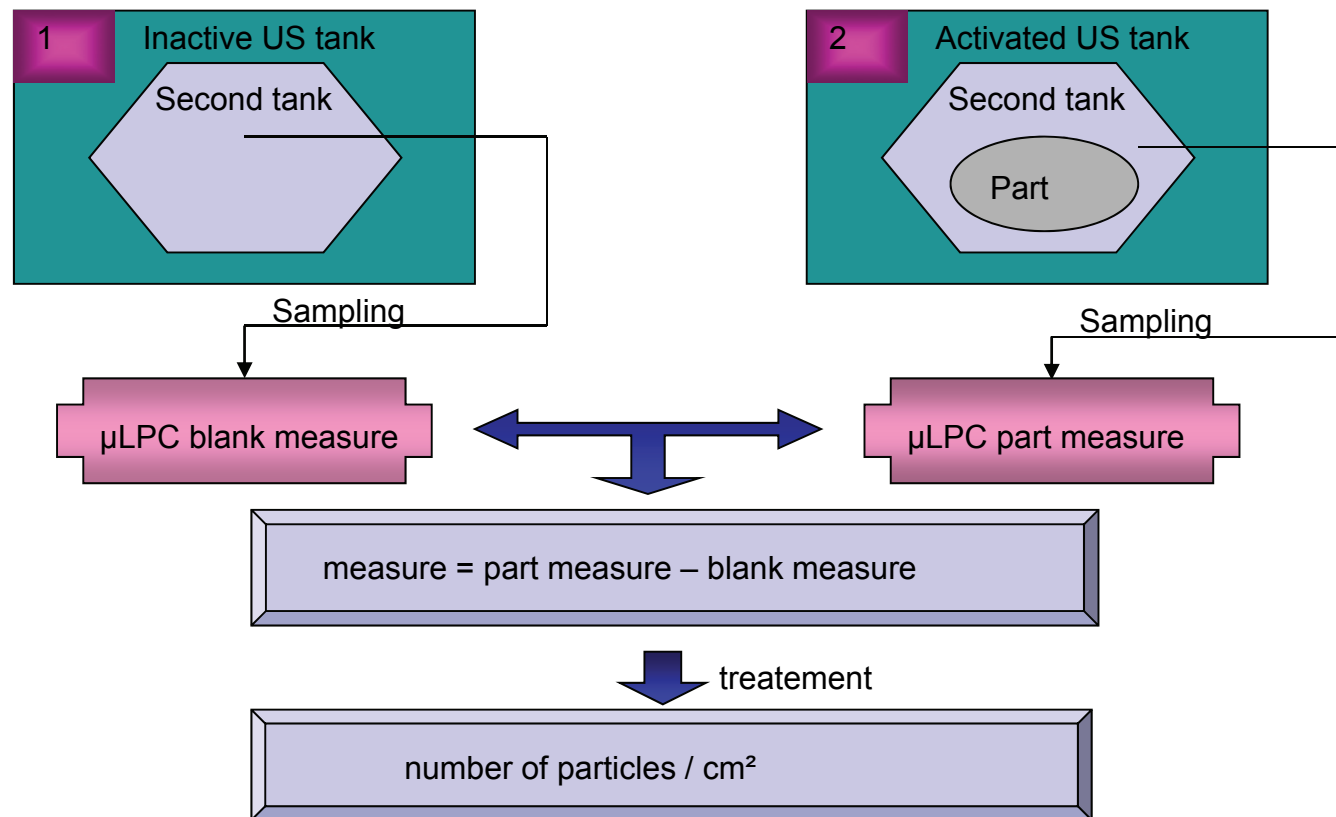 1
Inactive US tank
Second tank
Sampling
µLPC blank measure
2
Activated US tank
Second tank
Part
Sampling
µLPC part measure
measure = part measure – blank measure
treatement
number of particles / cm²